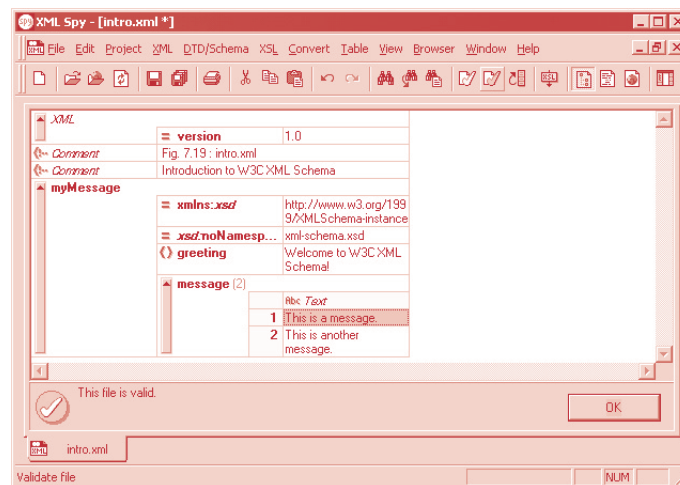 XML Spy - [intro.xml *]
File Edit Project XML DTD/Schema XSL Convert Table View Browser Window Help
XML
= version 1.0
Comment Fig. 7.19 : intro.xml
Comment Introduction to W3C XML Schema
myMessage
= xmlns:xsd http://www.w3.org/199
9/XMLSchema-instance
= xsd:noNamesp... xml-schema.xsd
greeting Welcome to W3C XML
Schema!
message (2)
Abc Text
1 This is a message.
2 This is another
message.
This file is valid.
OK
intro.xml
Validate file NUM